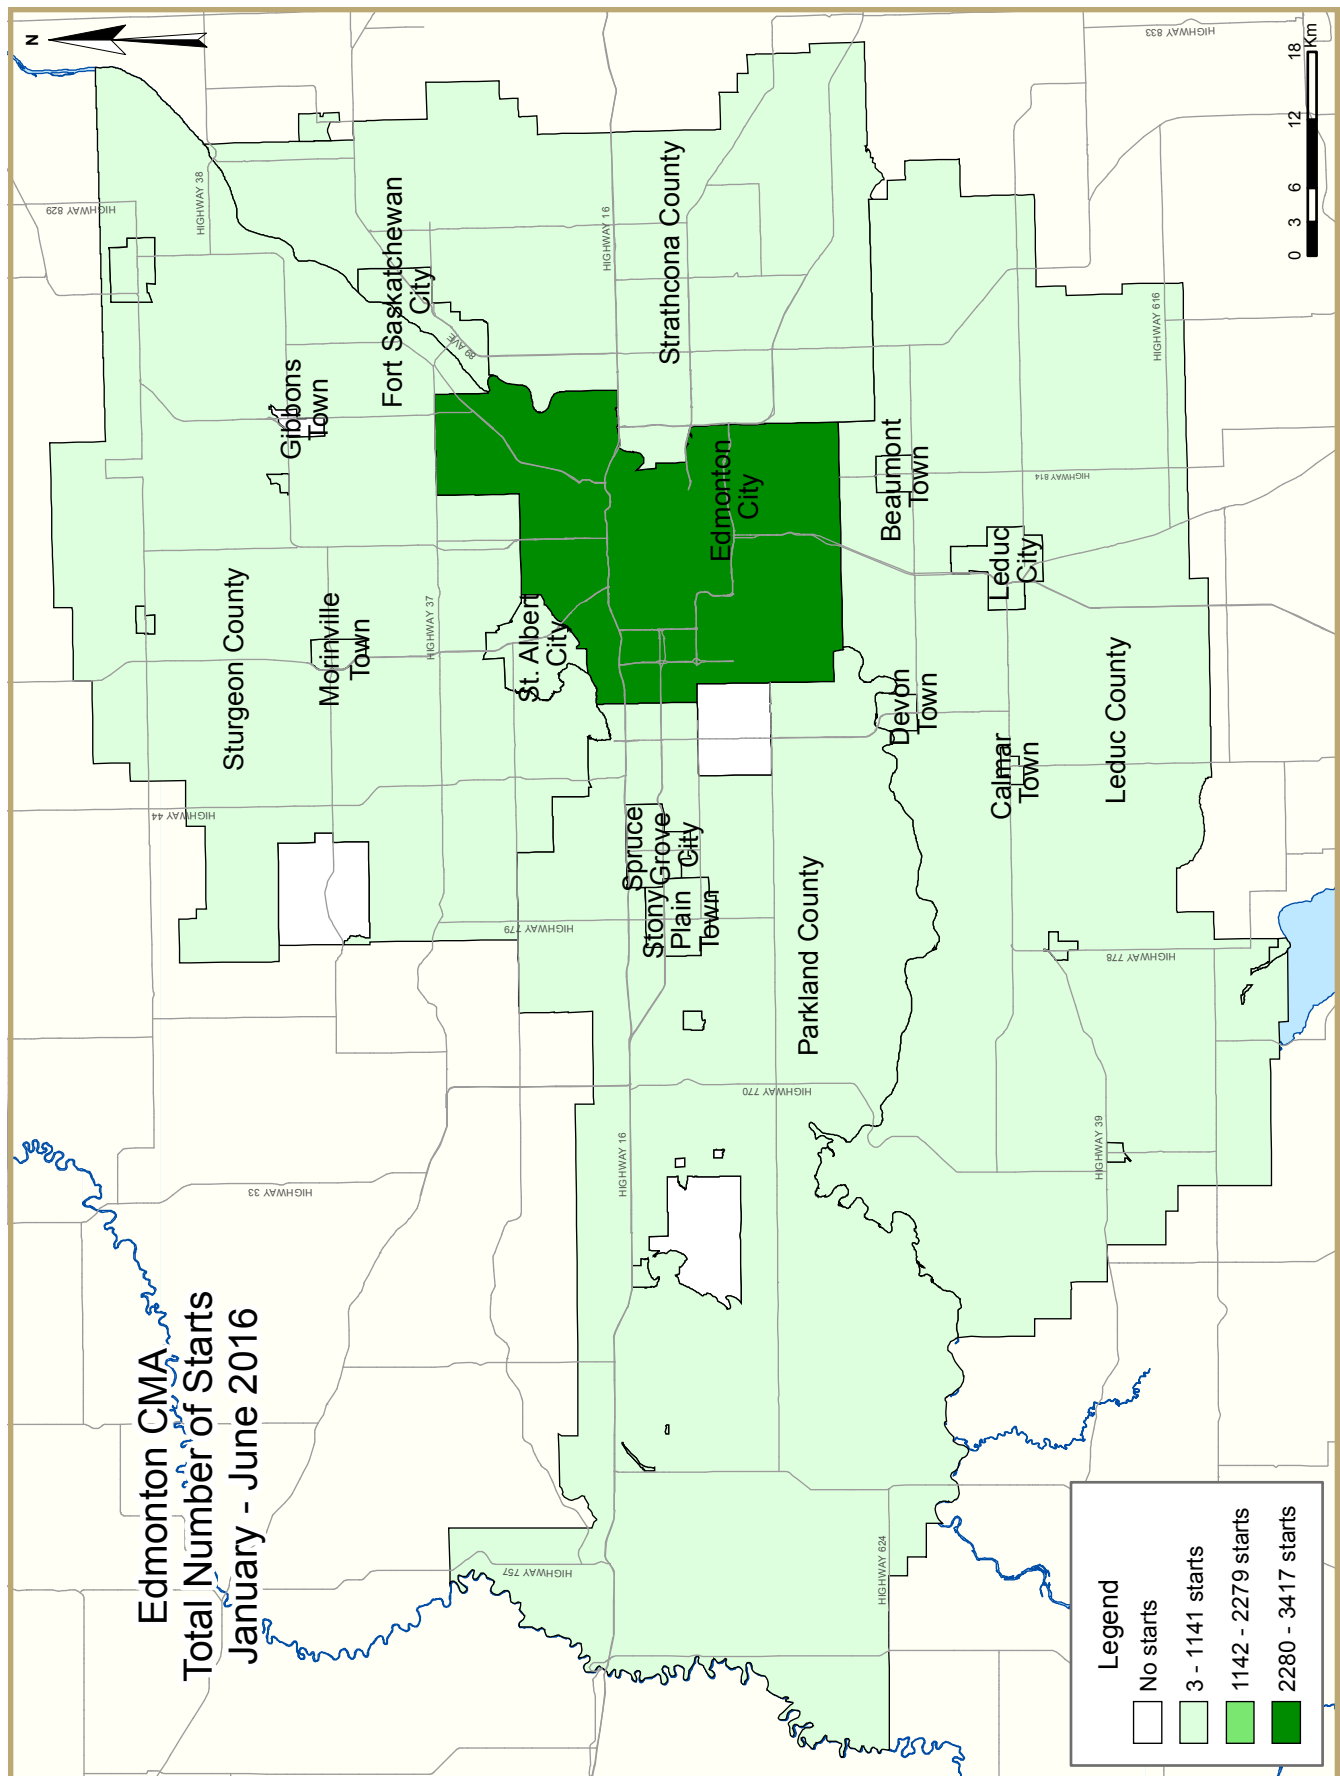 Edmonton CMA
Total Number of Starts
January - June 2016
N
HIGHWAY 829
HIGHWAY 38
HIGHWAY 833
Gibbons
Town
Fort Saskatchewan
City
89 AVE
Sturgeon County
Morinville
Town
HIGHWAY 44
HIGHWAY 37
St. Albert
City
HIGHWAY 779
HIGHWAY 33
HIGHWAY 757
HIGHWAY 16
HIGHWAY 16
Strathcona County
Edmonton
City
Spruce
Grove
City
Stony
Plain
Town
Parkland County
HIGHWAY 770
HIGHWAY 624
Beaumont
Town
Devon
Town
Leduc
City
HIGHWAY 814
Calmar
Town
Leduc County
HIGHWAY 616
HIGHWAY 778
HIGHWAY 39
Legend
No starts
3 - 1141 starts
1142 - 2279 starts
2280 - 3417 starts
0 3 6 12 18
Km